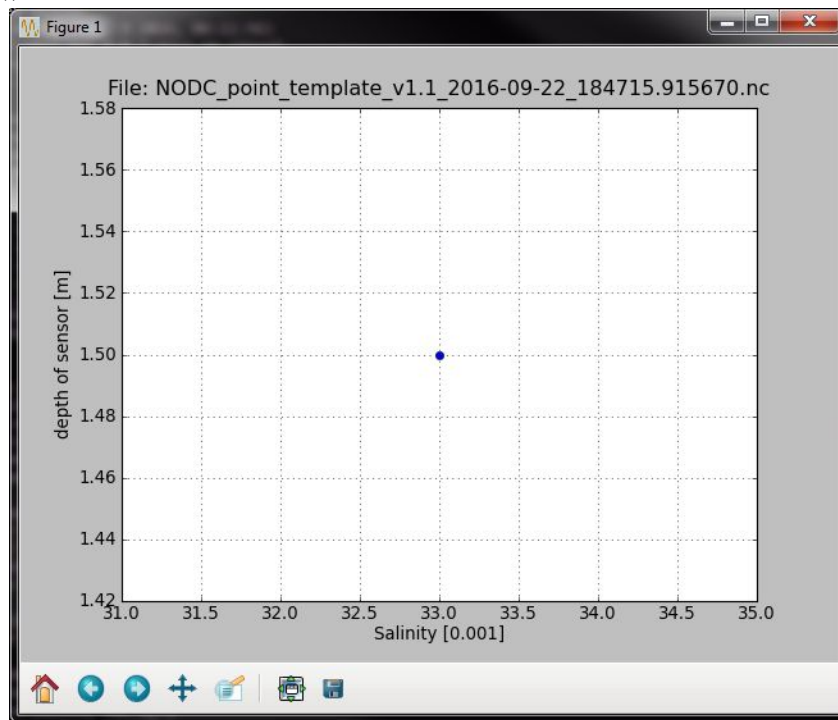 Figure 1
File: NODC_point_template_v1.1_2016-09-22_184715.915670.nc
1.58
1.56
1.54
1.52
1.50
1.48
1.46
1.44
1.42
depth of sensor [m]
31.0 31.5 32.0 32.5 33.0 33.5 34.0 34.5 35.0
Salinity [0.001]